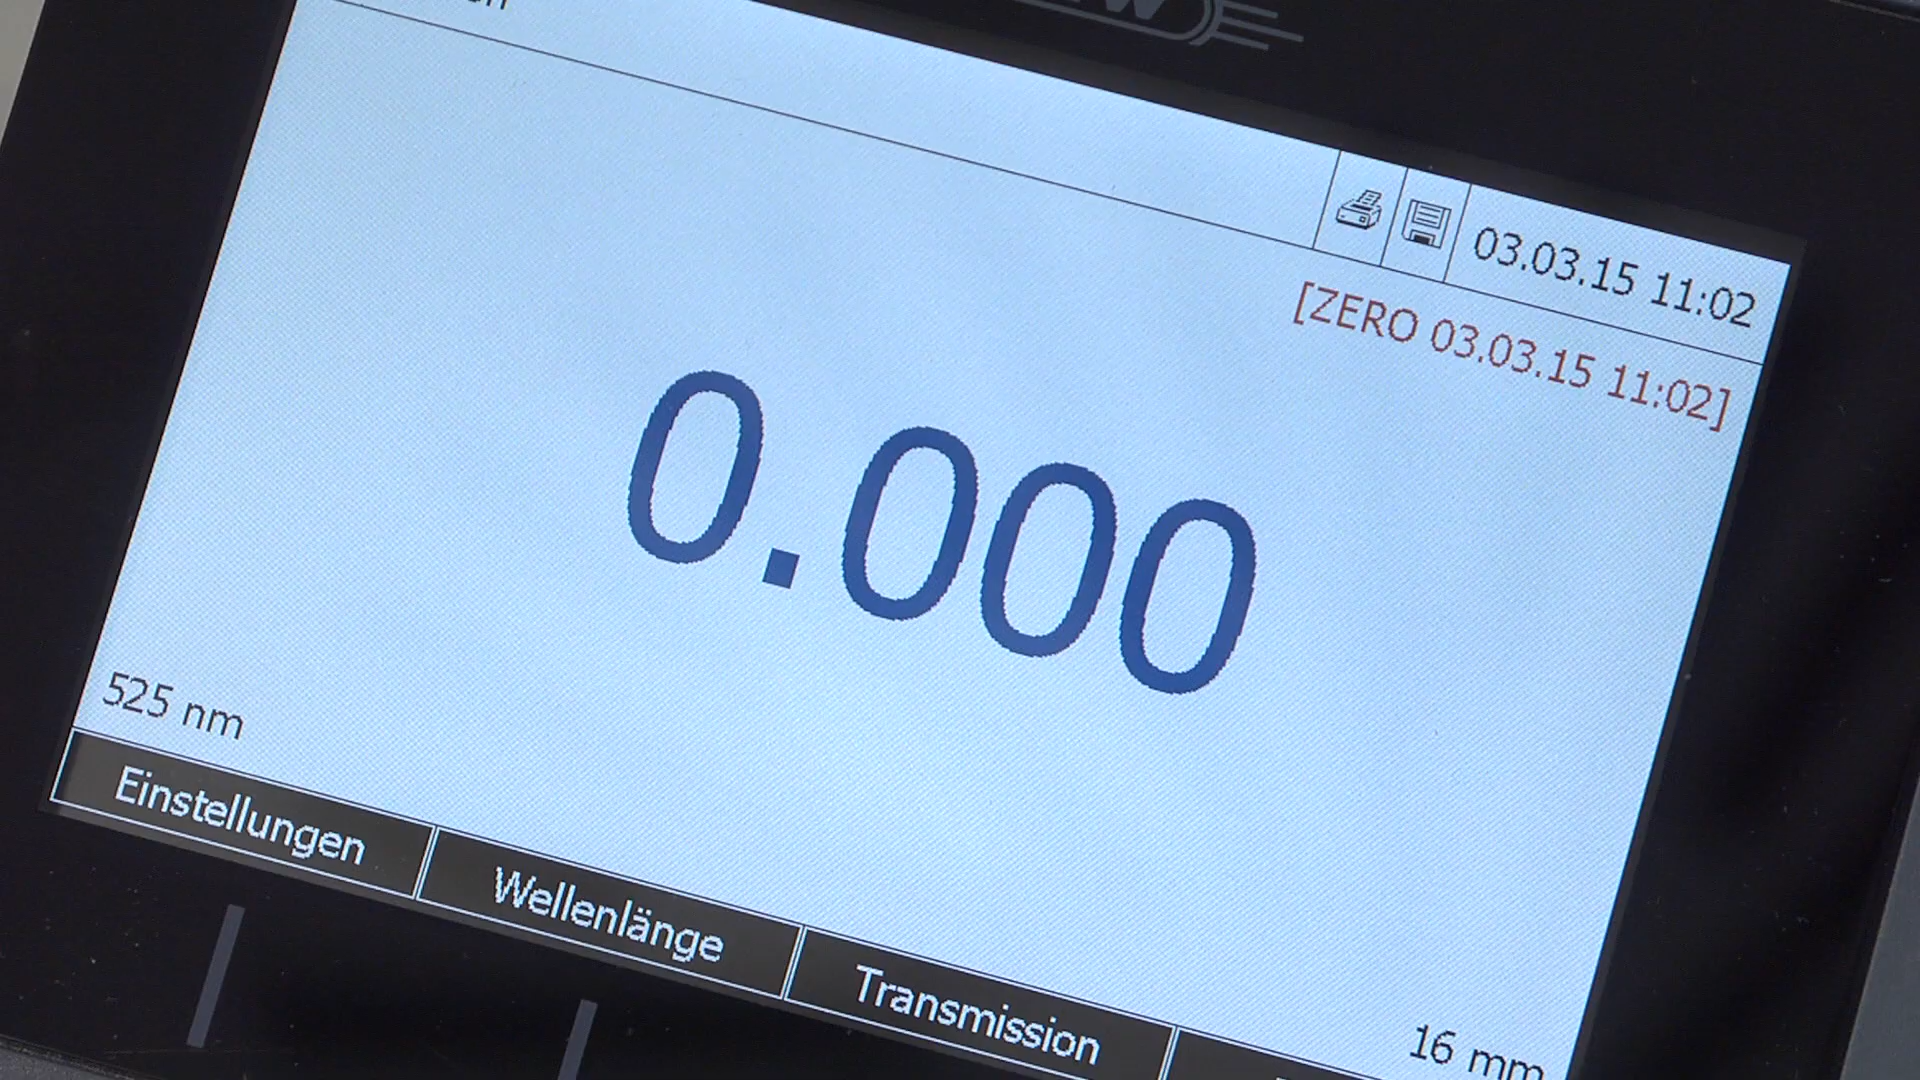 03.03.15 11:02
[ZERO 03.03.15 11:02]
0.000
525 nm
16 mm
Einstellungen
Wellenlänge
Transmission